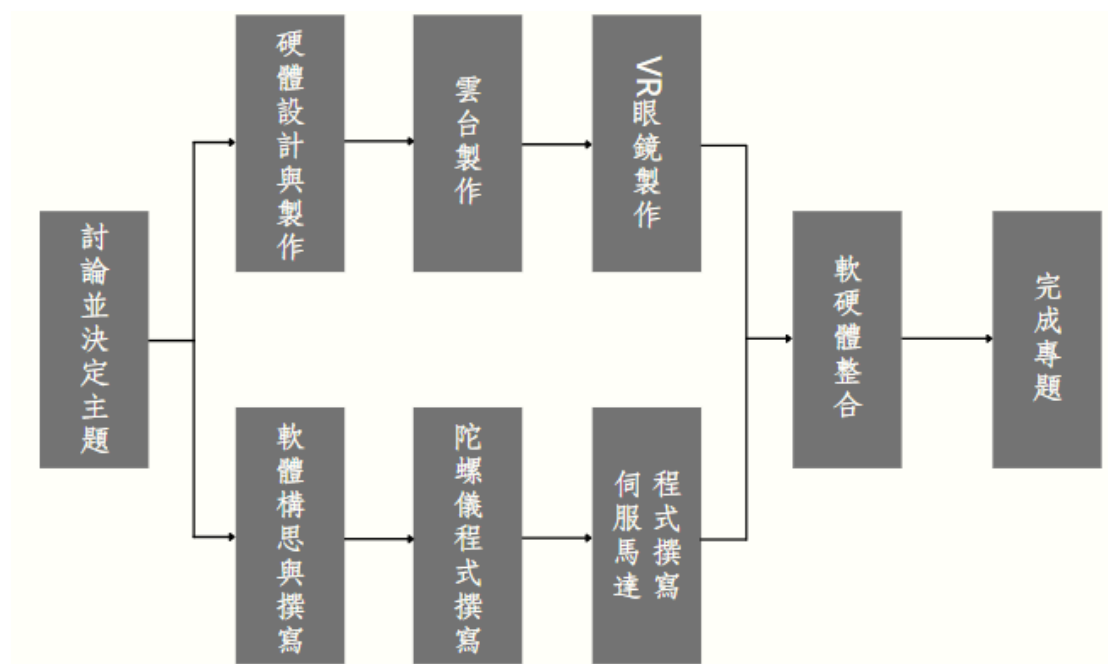 討論並決定主題
硬體設計與製作
雲台製作
VR眼鏡製作
軟體構思與撰寫
陀螺儀程式撰寫
伺服馬達
程式撰寫
軟硬體整合
完成專題